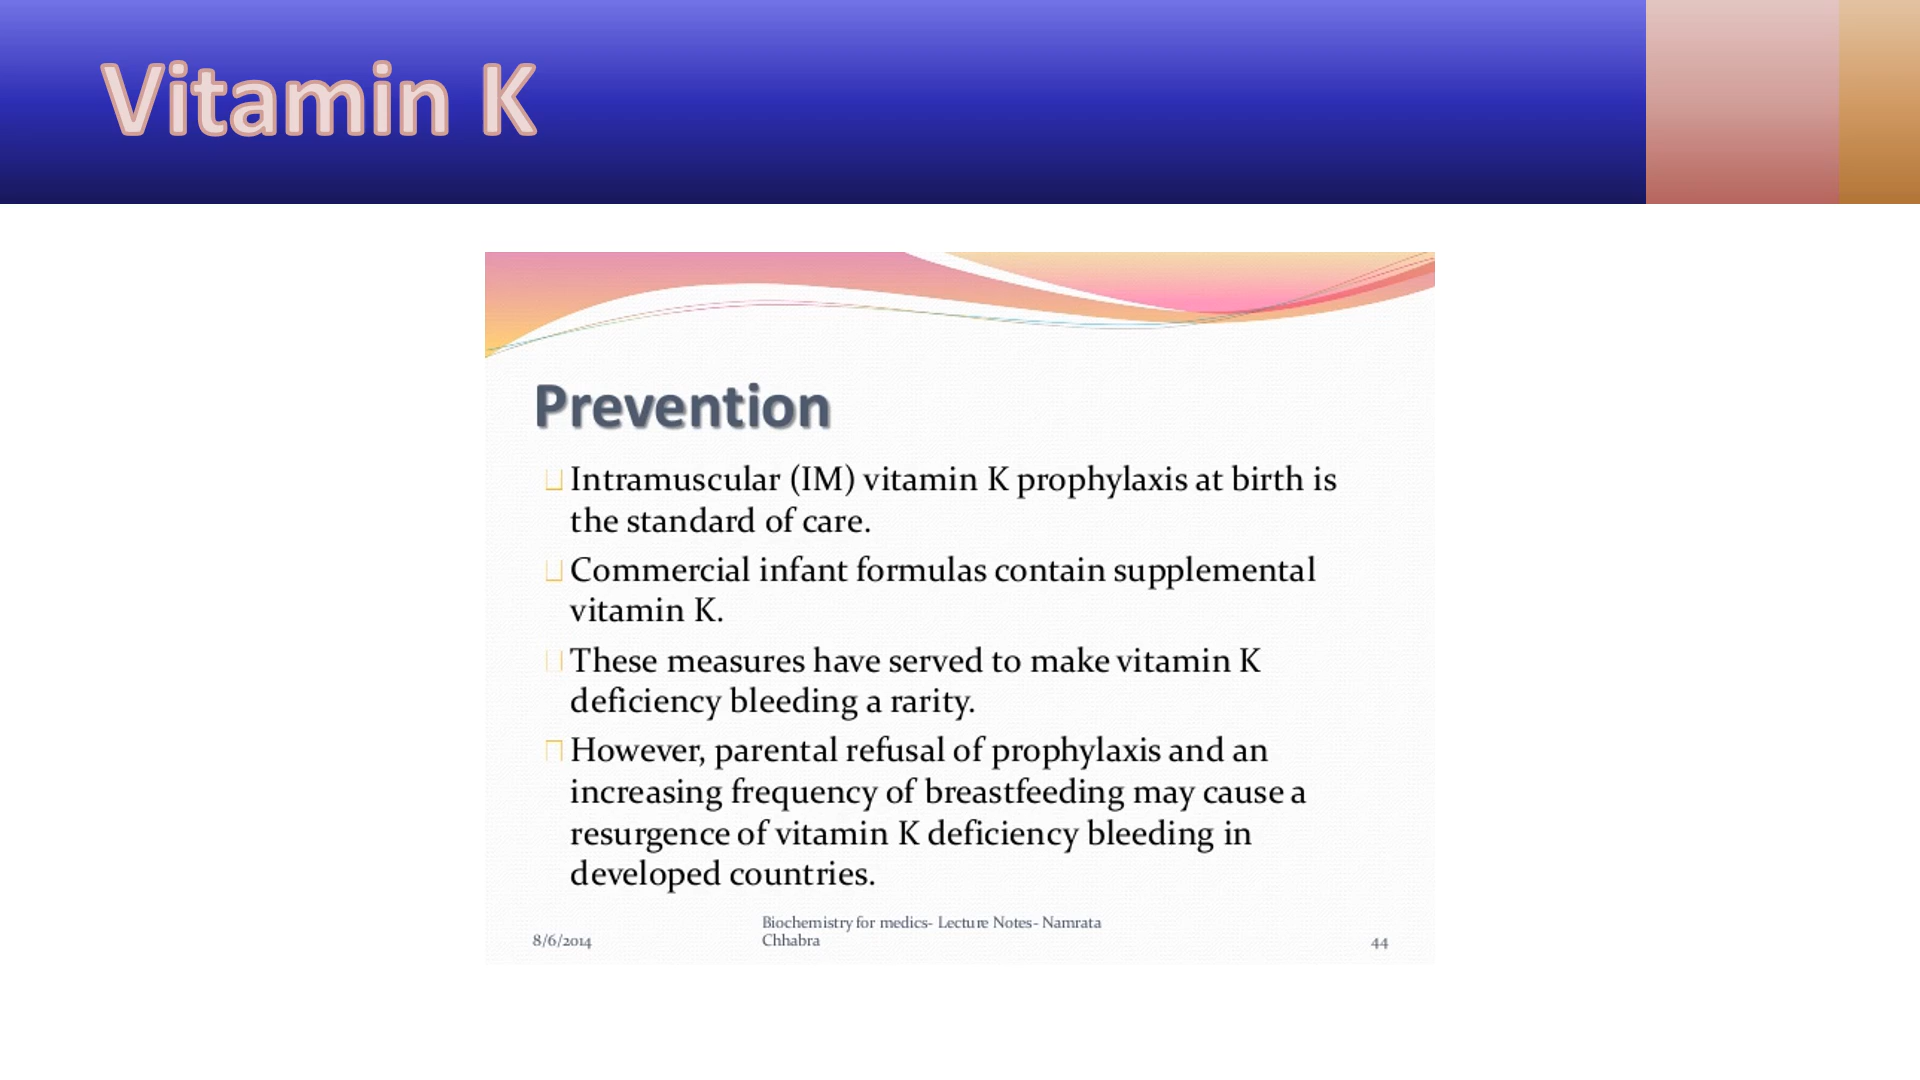 Vitamin K
Prevention
Intramuscular (IM) vitamin K prophylaxis at birth is
the standard of care.
Commercial infant formulas contain supplemental
vitamin K.
These measures have served to make vitamin K
deficiency bleeding a rarity.
However, parental refusal of prophylaxis and an
increasing frequency of breastfeeding may cause a
resurgence of vitamin K deficiency bleeding in
developed countries.
Biochemistry for medics- Lecture Notes- Namrata
Chhabra
8/6/2014
44